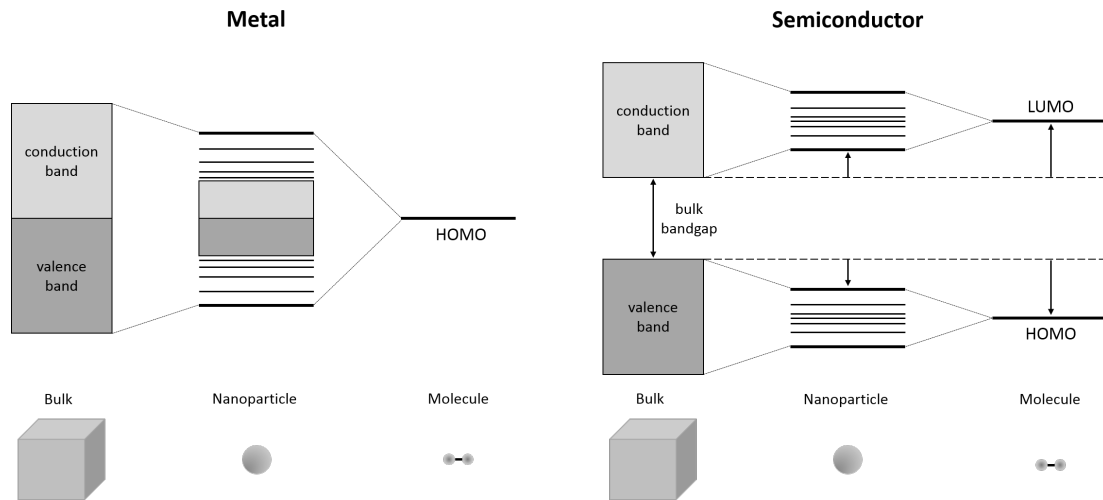 Metal
conduction
band
valence
band
HOMO
Bulk
Nanoparticle
Molecule
Semiconductor
conduction
band
bulk
bandgap
valence
band
LUMO
HOMO
Bulk
Nanoparticle
Molecule